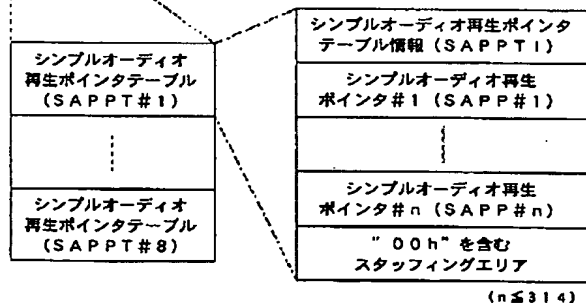 シンプルオーディオ
再生ポインタテーブル
(SAPPT#1)
シンプルオーディオ
再生ポインタテーブル
(SAPPT#8)
シンプルオーディオ再生ポインタ
テーブル情報 (SAPPTI)
シンプルオーディオ再生
ポインタ#1 (SAPP#1)
シンプルオーディオ再生
ポインタ#n (SAPP#n)
"00h"を含む
スタッフィングエリア
(n≦314)